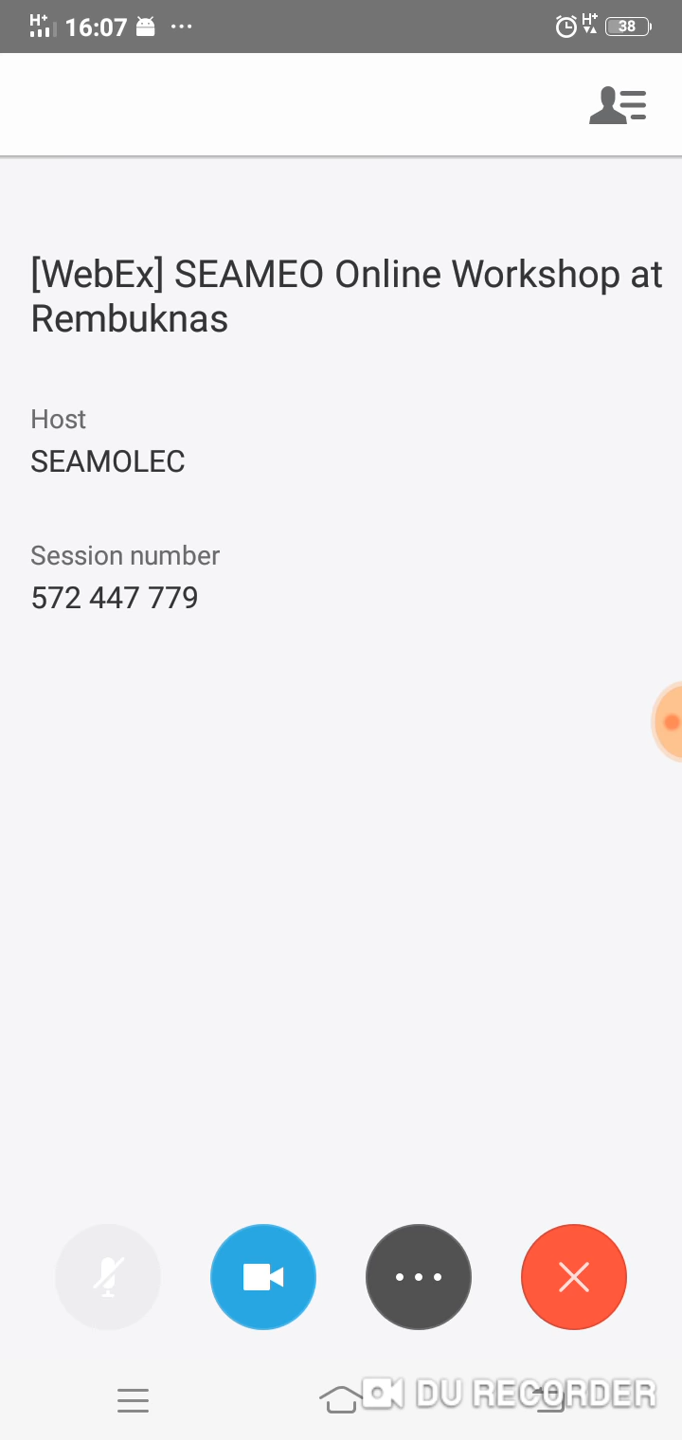 H+ 16:07 ... H+ 38
[WebEx] SEAMEO Online Workshop at
Rembuknas
Host
SEAMOLEC
Session number
572 447 779
DU RECORDER